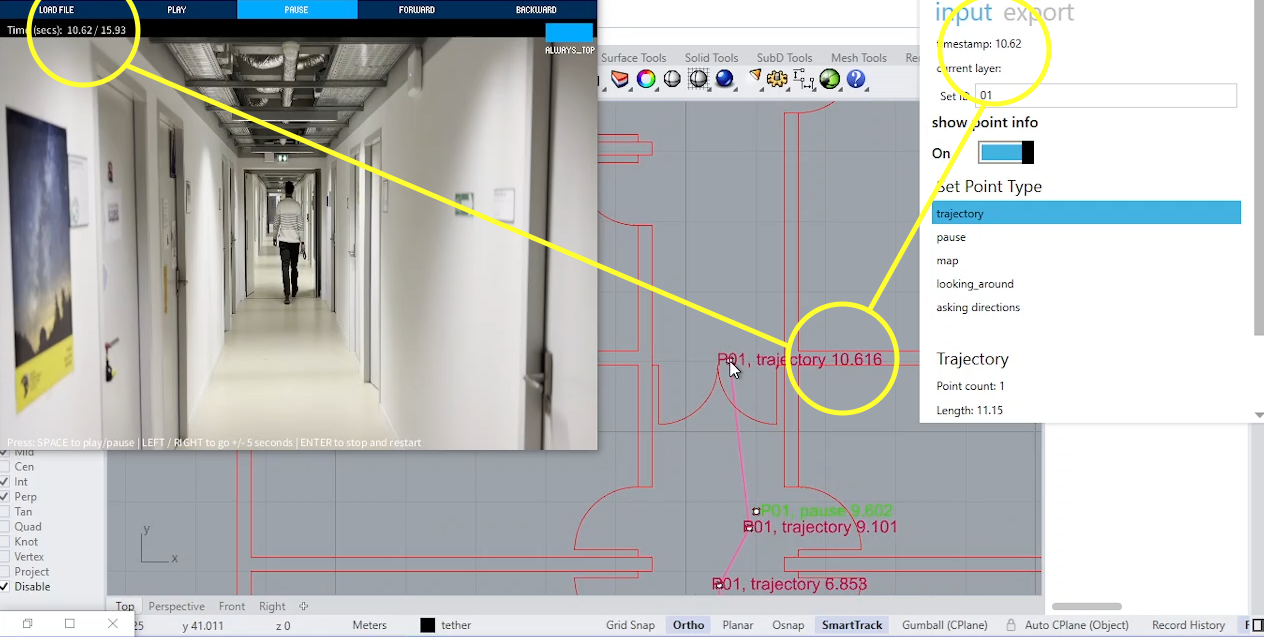 LOAD FILE PLAY PAUSE FORWARD BACKWARD
Time (secs): 10.62 / 15.93
ALWAYS_TOP
Press: SPACE to play/pause | LEFT / RIGHT to go +/- 5 seconds | ENTER to stop and restart
Surface Tools Solid Tools SubD Tools Mesh Tools
input export
timestamp: 10.62
current layer:
Set ID 01
show point info
On
Set Point Type
trajectory
pause
map
looking_around
asking directions
Trajectory
Point count: 1
Length: 11.15
P01, trajectory 10.616
P01, pause 9.602
P01, trajectory 9.101
P01, trajectory 6.853
Mid
Cen
Int
Perp
Tan
Quad
Knot
Vertex
Project
Disable
y
x
Top Perspective Front Right
25 y 41.011 z 0 Meters tether Grid Snap Ortho Planar Osnap SmartTrack Gumball (CPlane) Auto CPlane (Object) Record History